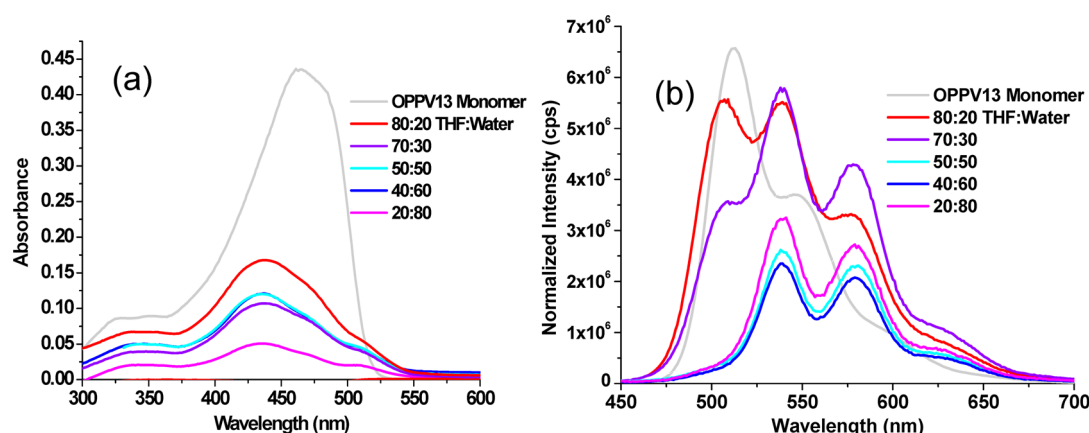 (a)
0.45
0.40
0.35
0.30
0.25
0.20
0.15
0.10
0.05
0.00
Absorbance
300
400
500
600
Wavelength (nm)
OPPV13 Monomer
80:20 THF:Water
70:30
50:50
40:60
20:80
(b)
7x10⁶
6x10⁶
5x10⁶
4x10⁶
3x10⁶
2x10⁶
1x10⁶
0
Normalized Intensity (cps)
450
500
550
600
650
700
Wavelength (nm)
OPPV13 Monomer
80:20 THF:Water
70:30
50:50
40:60
20:80